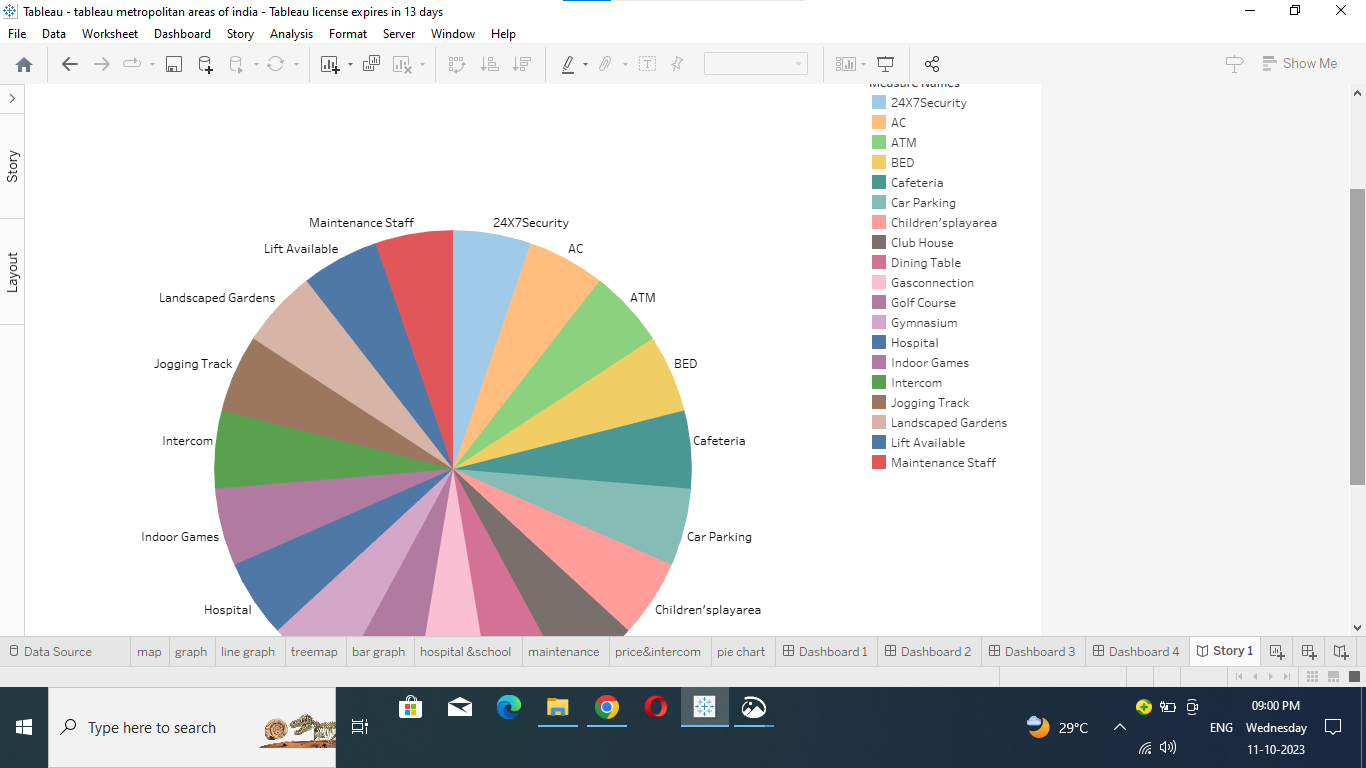 Tableau - tableau metropolitan areas of india - Tableau license expires in 13 days
File Data Worksheet Dashboard Story Analysis Format Server Window Help
Show Me
Story
Layout
Measure Names
24X7Security
AC
ATM
BED
Cafeteria
Car Parking
Children'splayarea
Club House
Dining Table
Gasconnection
Golf Course
Gymnasium
Hospital
Indoor Games
Intercom
Jogging Track
Landscaped Gardens
Lift Available
Maintenance Staff
Maintenance Staff
24X7Security
Lift Available
AC
Landscaped Gardens
ATM
Jogging Track
BED
Intercom
Cafeteria
Indoor Games
Car Parking
Hospital
Children'splayarea
Data Source map graph line graph treemap bar graph hospital &school maintenance price&intercom pie chart Dashboard 1 Dashboard 2 Dashboard 3 Dashboard 4 Story 1
Type here to search
29°C
ENG
09:00 PM
Wednesday
11-10-2023